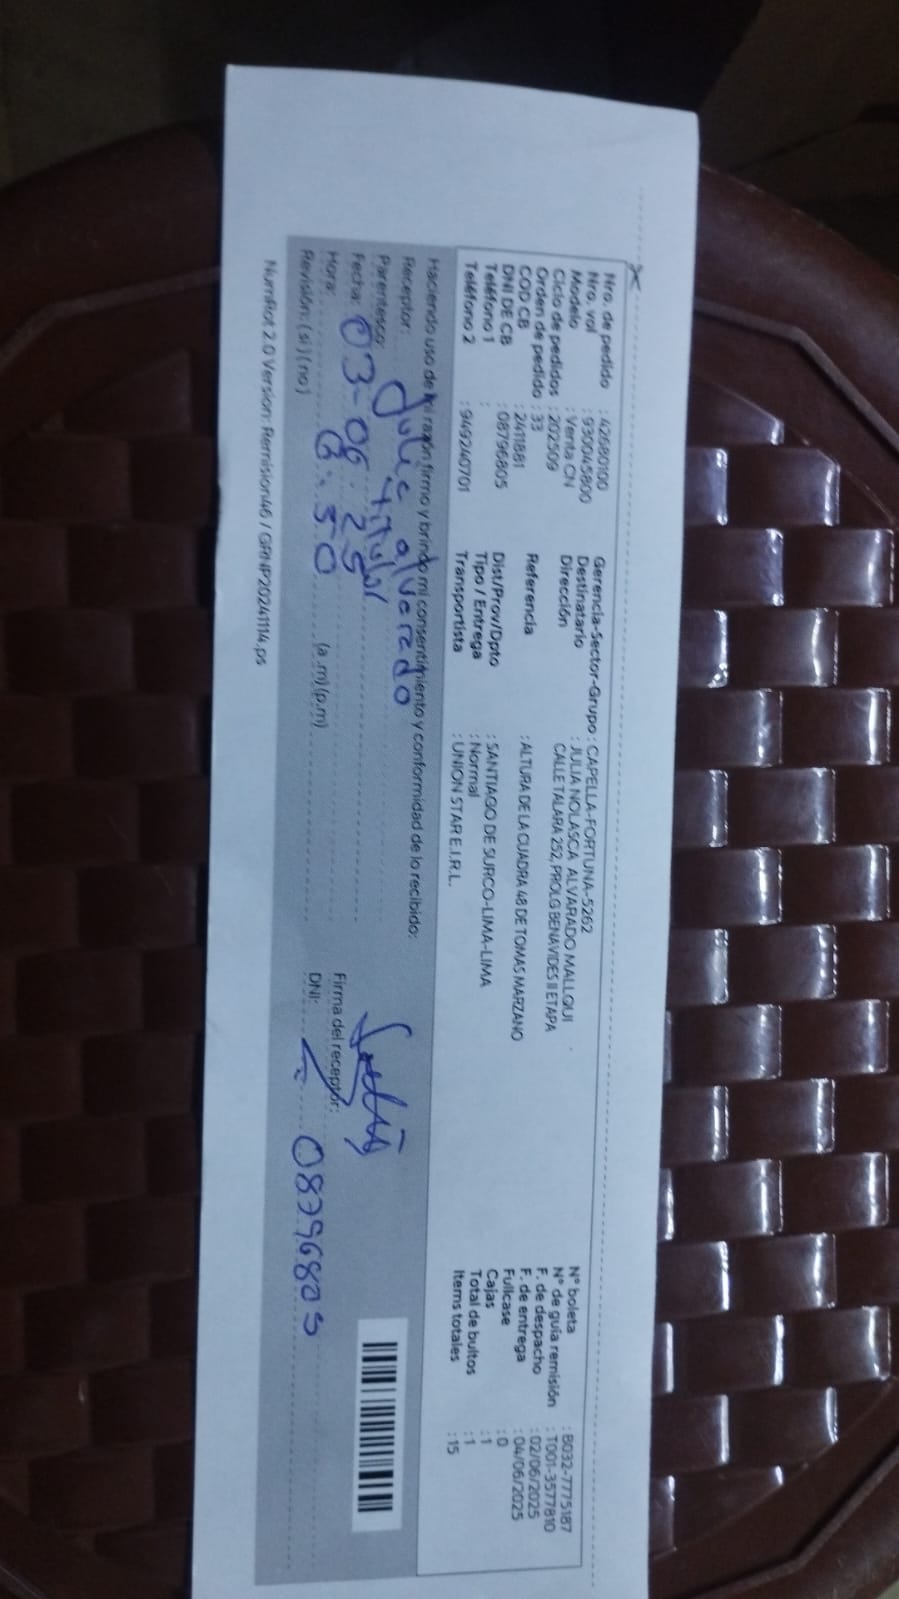 Nro. de pedido : 42680100
Nro. vol : 930045800
Modelo : Venta CN
Ciclo de pedidos : 202509
Orden de pedido : 33
COD CB : 2411881
DNI DE CB : 08796805
Teléfono 1 :
Teléfono 2 : 949240701
Gerencia-Sector-Grupo : CAPELLA-FORTUNA-5262
Destinatario : JULIA NOLASCA ALVARADO MALLQUI
Dirección CALLE TALARA 252, PROLG BENAVIDES II ETAPA
Referencia : ALTURA DE LA CUADRA 48 DE TOMAS MARZANO
Dist/Prov/Dpto : SANTIAGO DE SURCO-LIMA-LIMA
Tipo / Entrega : Normal
Transportista : UNION STAR E.I.R.L.
N° boleta : B032-7775187
N° de guía remisión : T001-3577810
F. de despacho : 02/06/2025
F. de entrega : 04/06/2025
Fullcase : 0
Cajas : 1
Total de bultos : 1
Items totales : 15
Haciendo uso de mi razón firmo y brindo mi consentimiento y conformidad de lo recibido:
Receptor: Julia alverado
Parentesco: titular
Fecha: 03-06-25
Hora: 6:50 (a.m) (p.m)
Revisión: (si) (no)
Firma del receptor:
DNI: 08796805
NumRot 2.0 Version: Remision46 / GRNP20241114.ps